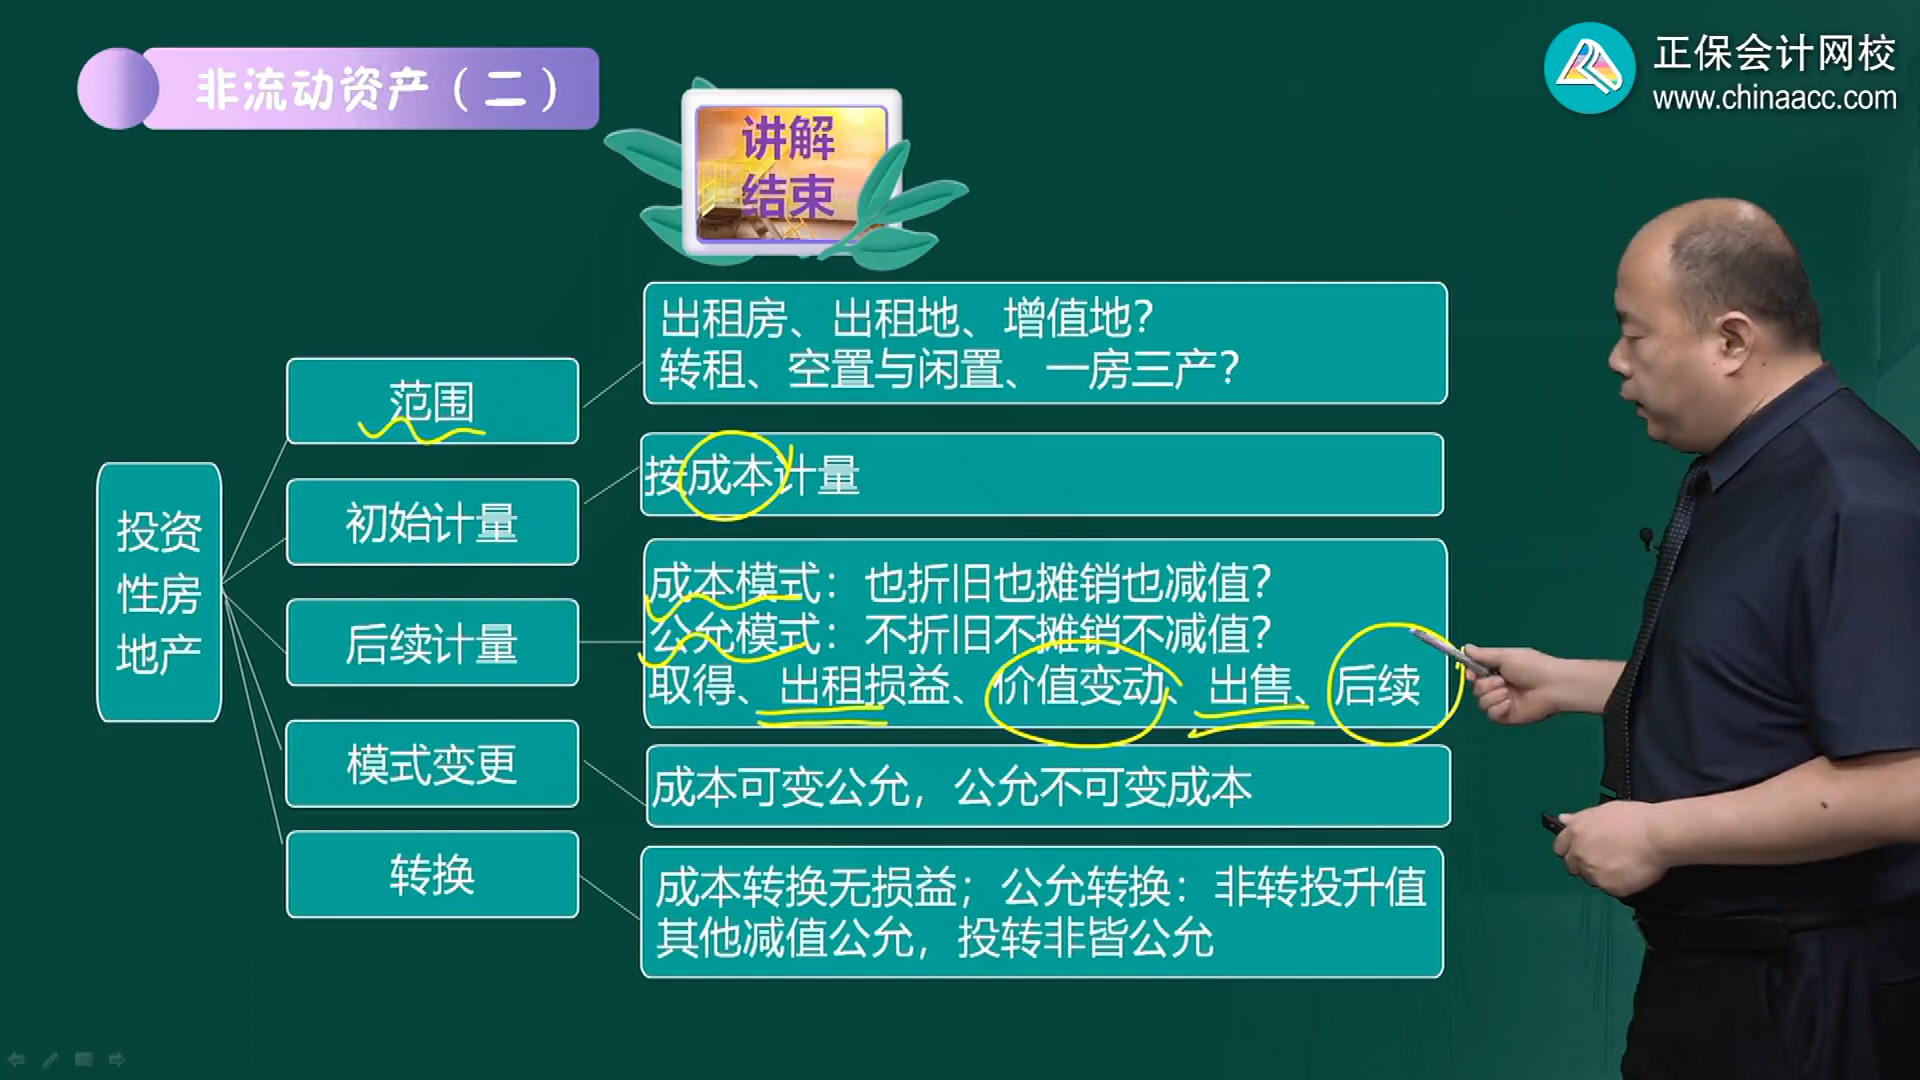 非流动资产（二）
讲解
结束
正保会计网校
www.chinaacc.com
投资
性房
地产
范围
出租房、出租地、增值地?
转租、空置与闲置、一房三产?
初始计量
按成本计量
后续计量
成本模式：也折旧也摊销也减值?
公允模式：不折旧不摊销不减值?
取得、出租损益、价值变动、出售、后续
模式变更
成本可变公允，公允不可变成本
转换
成本转换无损益；公允转换：非转投升值
其他减值公允，投转非皆公允